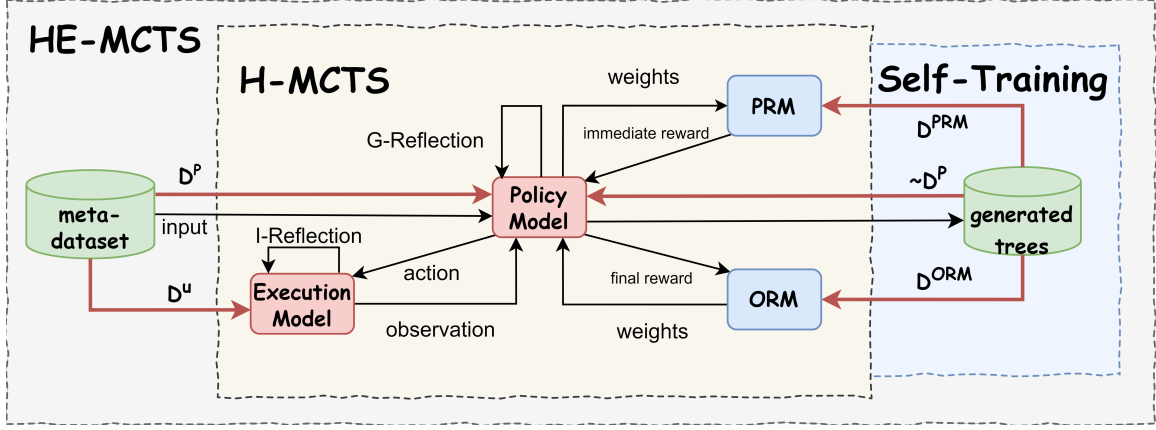 HE-MCTS
H-MCTS
Self-Training
weights
PRM
G-Reflection
immediate reward
D^PRM
D^P
Policy
Model
~D^P
meta-
dataset
input
generated
trees
I-Reflection
action
final reward
D^ORM
D^u
Execution
Model
ORM
observation
weights